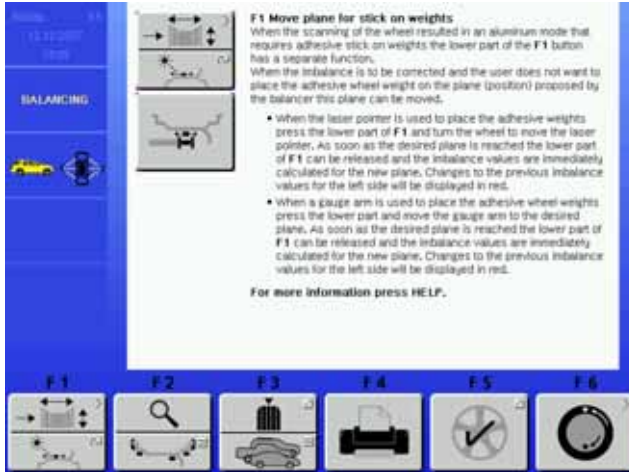 BALANCING
F1 Move plane for stick on weights
When the scanning of the wheel resulted in an aluminum mode that
requires adhesive stick on weights the lower part of the F1 button
has a separate function.
When the imbalance is to be corrected and the user does not want to
place the adhesive wheel weight on the plane (position) proposed by
the balancer this plane can be moved.
• When the laser pointer is used to place the adhesive weights
press the lower part of F1 and turn the wheel to move the laser
pointer. As soon as the desired plane is reached the lower part
of F1 can be released and the imbalance values are immediately
calculated for the new plane. Changes to the previous imbalance
values for the left side will be displayed in red.
• When a gauge arm is used to place the adhesive wheel weights
press the lower part and move the gauge arm to the desired
plane. As soon as the desired plane is reached the lower part of
F1 can be released and the imbalance values are immediately
calculated for the new plane. Changes to the previous imbalance
values for the left side will be displayed in red.
For more information press HELP.
F1 F2 F3 F4 F5 F6